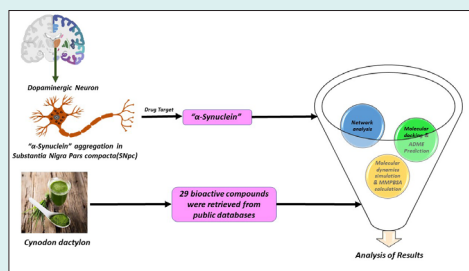 Dopaminergic Neuron
"α-Synuclein" aggregation in
Substantia Nigra Pars compacta(SNpc)
Drug Target
"α-Synuclein"
Cynodon dactylon
29 bioactive compounds
were retrieved from
public databases
Network
analysis
Molecular
docking &
ADME
Prediction
Molecular
dynamics
simulation
& MMPBSA
calculation
Analysis of Results